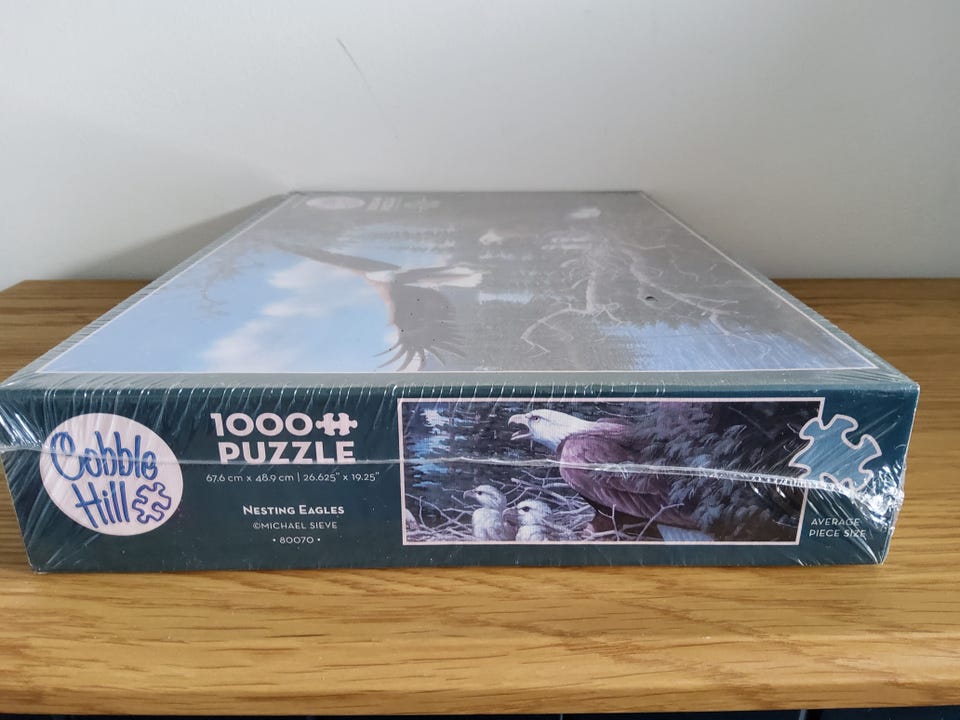 Cobble
Hill
1000
PUZZLE
67.6 cm x 48.9 cm | 26.625" x 19.25"
NESTING EAGLES
©MICHAEL SIEVE
• 80070 •
AVERAGE
PIECE SIZE